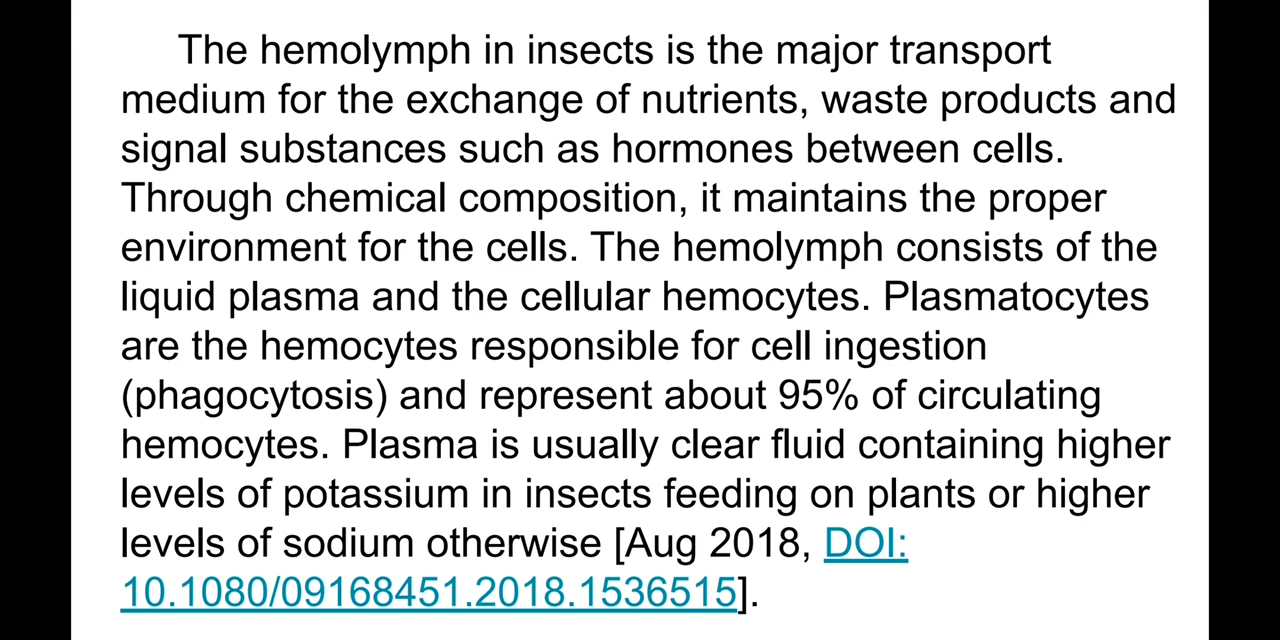 The hemolymph in insects is the major transport
medium for the exchange of nutrients, waste products and
signal substances such as hormones between cells.
Through chemical composition, it maintains the proper
environment for the cells. The hemolymph consists of the
liquid plasma and the cellular hemocytes. Plasmatocytes
are the hemocytes responsible for cell ingestion
(phagocytosis) and represent about 95% of circulating
hemocytes. Plasma is usually clear fluid containing higher
levels of potassium in insects feeding on plants or higher
levels of sodium otherwise [Aug 2018, DOI:
10.1080/09168451.2018.1536515].